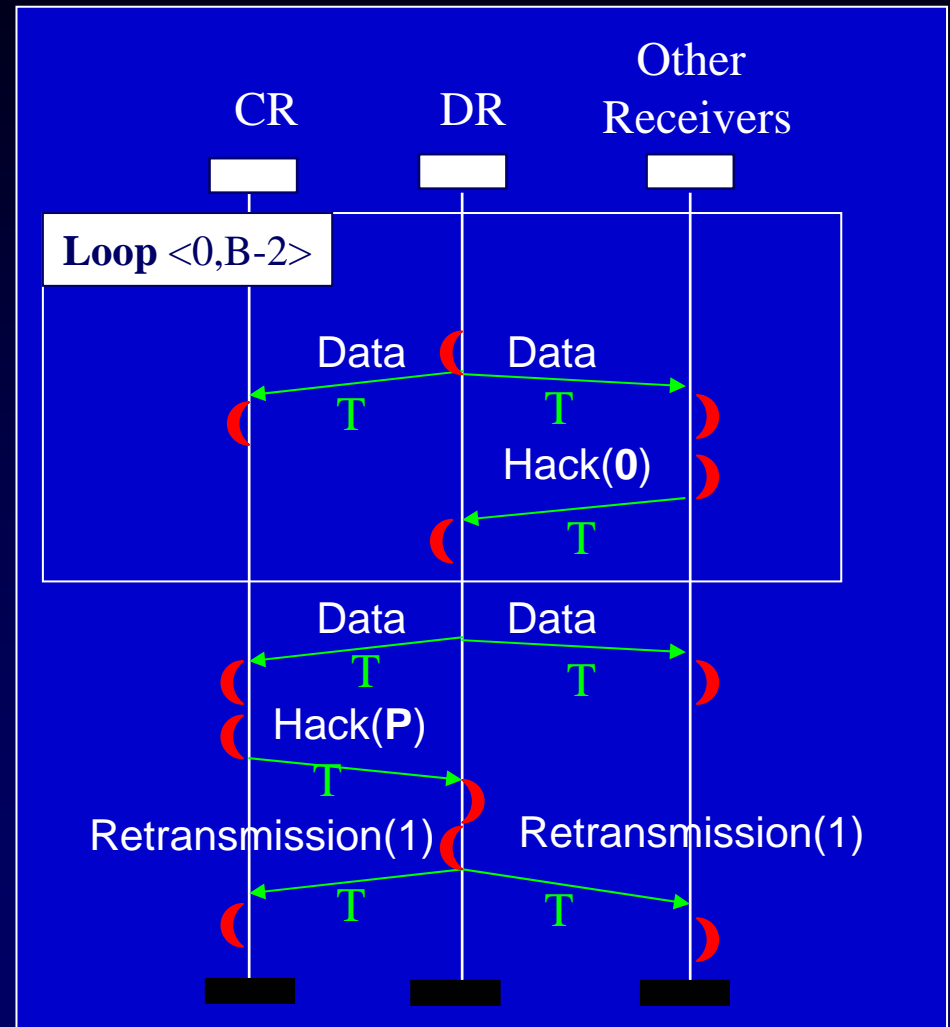 CR
DR
Other
Receivers
Loop <0,B-2>
Data
Data
T
T
Hack(0)
T
Data
Data
T
T
Hack(P)
T
Retransmission(1)
Retransmission(1)
T
T